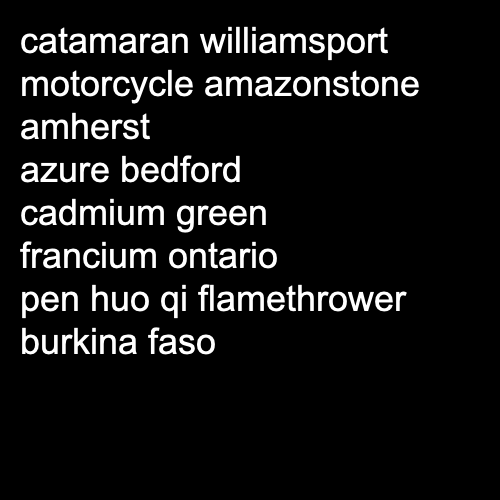 catamaran williamsport
motorcycle amazonstone
amherst
azure bedford
cadmium green
francium ontario
pen huo qi flamethrower
burkina faso